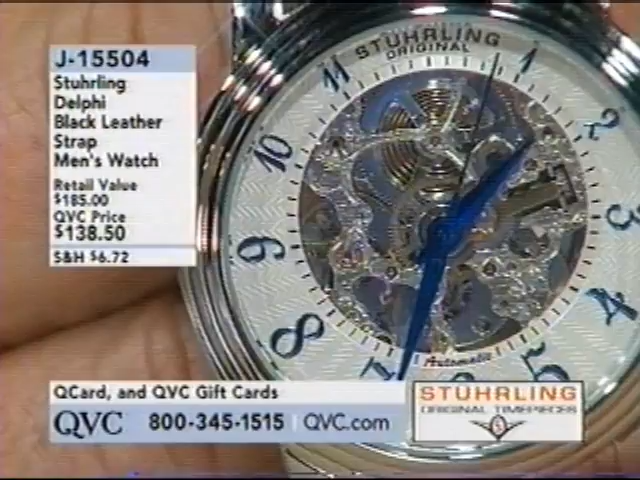 J-15504
Stuhrling
Delphi
Black Leather
Strap
Men's Watch
Retail Value
$185.00
QVC Price
$138.50
S&H $6.72
STUHRLING
ORIGINAL
11
1
2
10
3
9
4
8
5
7
Automatic
QCard, and QVC Gift Cards
QVC 800-345-1515 | QVC.com
STUHRLING
ORIGINAL TIMEPIECES